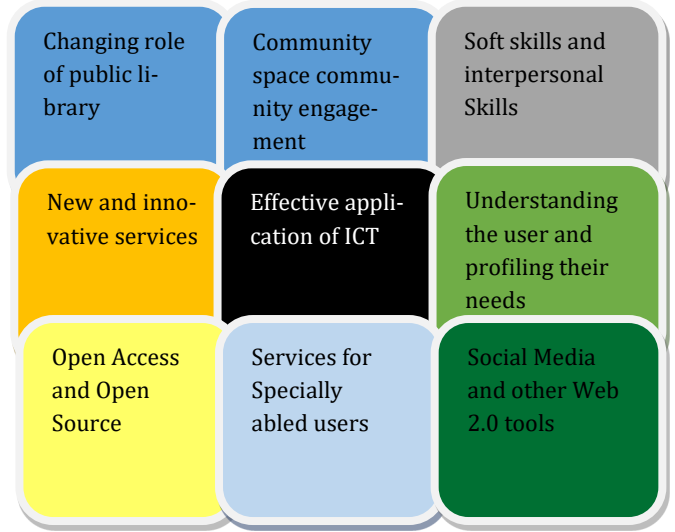 Changing role
of public li-
brary
Community
space commu-
nity engage-
ment
Soft skills and
interpersonal
Skills
New and inno-
vative services
Effective appli-
cation of ICT
Understanding
the user and
profiling their
needs
Open Access
and Open
Source
Services for
Specially
abled users
Social Media
and other Web
2.0 tools